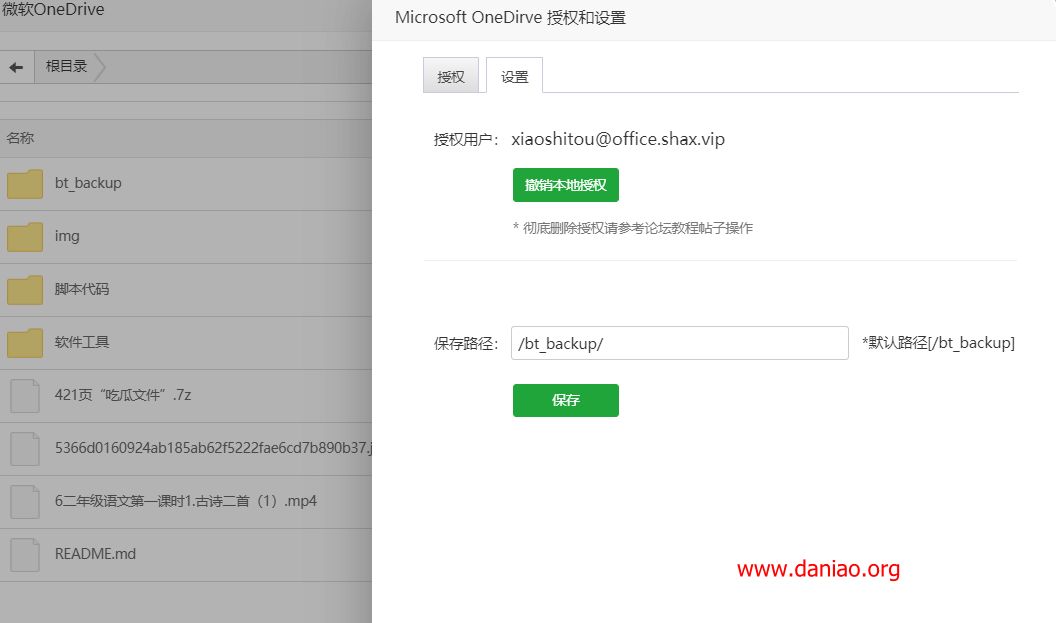 微软OneDrive
根目录
名称
bt_backup
img
脚本代码
软件工具
421页“吃瓜文件”.7z
5366d0160924ab185ab62f5222fae6cd7b890b37.j
6二年级语文第一课时1.古诗二首（1）.mp4
README.md
Microsoft OneDirve 授权和设置
授权 设置
授权用户： xiaoshitou@office.shax.vip
撤销本地授权
* 彻底删除授权请参考论坛教程帖子操作
保存路径： /bt_backup/ *默认路径[/bt_backup]
保存
www.daniao.org